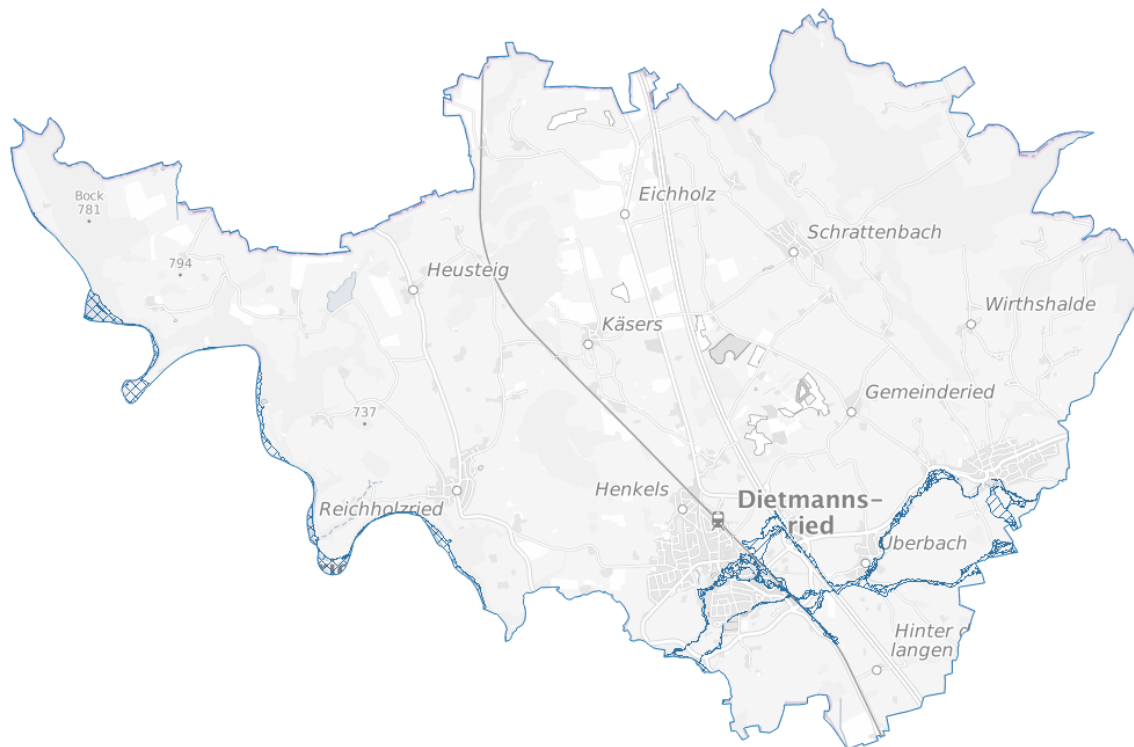 Bock
781
Eichholz
Schrattenbach
794
Heusteig
Wirthshalde
Käsers
Gemeinderied
737
Henkels
Dietmanns-
ried
Reichholzried
Überbach
Hinter d
langen